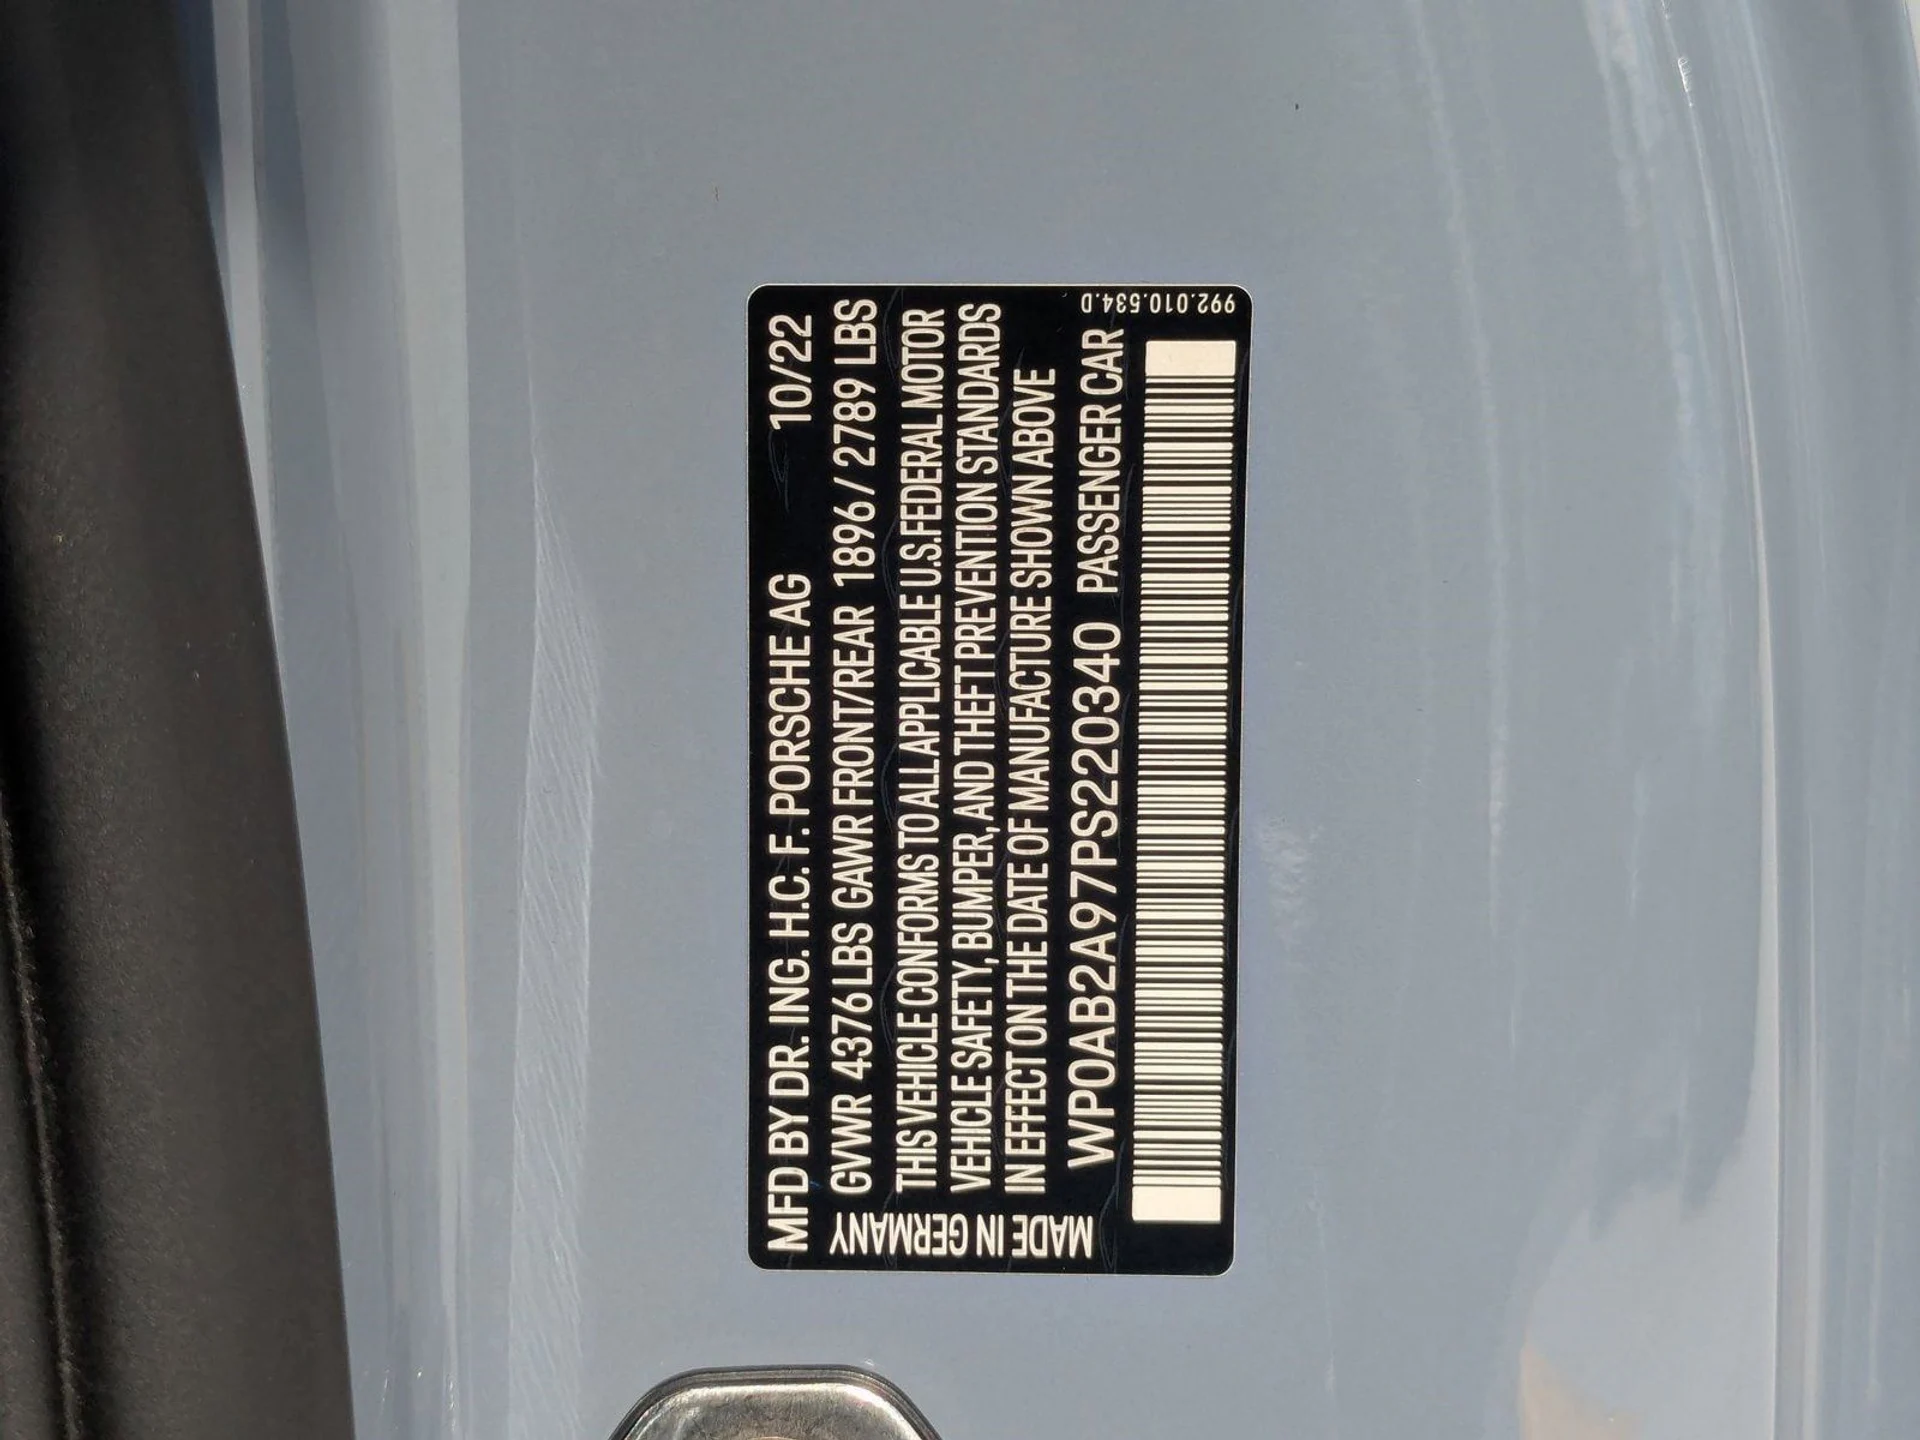 MFD BY DR. ING. H.C. F. PORSCHE AG 10/22
GVWR 4376 LBS GAWR FRONT/REAR 1896 / 2789 LBS
THIS VEHICLE CONFORMS TO ALL APPLICABLE U.S. FEDERAL MOTOR
VEHICLE SAFETY, BUMPER, AND THEFT PREVENTION STANDARDS
IN EFFECT ON THE DATE OF MANUFACTURE SHOWN ABOVE
WP0AB2A97PS220340 PASSENGER CAR
MADE IN GERMANY
992.010.534.D